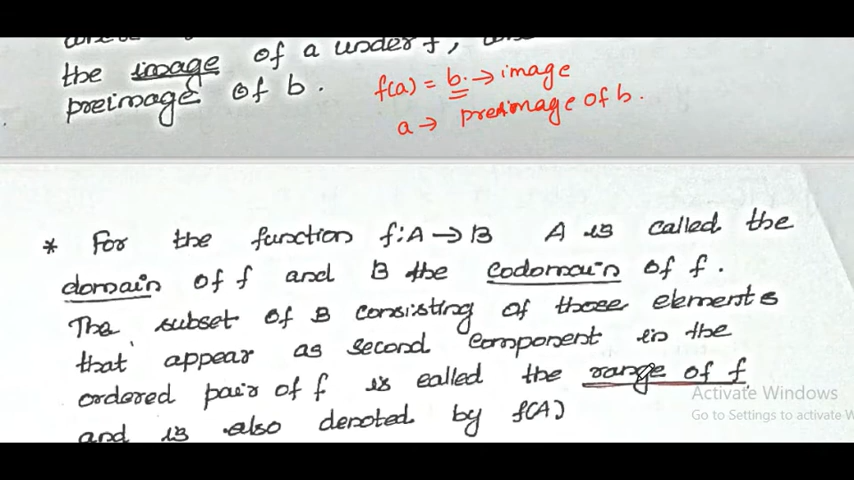 the image of a under f,
preimage of b.
f(a) = b. → image
a → preimage of b.
* For the function f: A → B A is called the
domain of f and B the codomain of f.
The subset of B consisting of those elements
that appear as second component in the
ordered pair of f is called the range of f
and is also denoted by f(A)
Activate Windows
Go to Settings to activate W